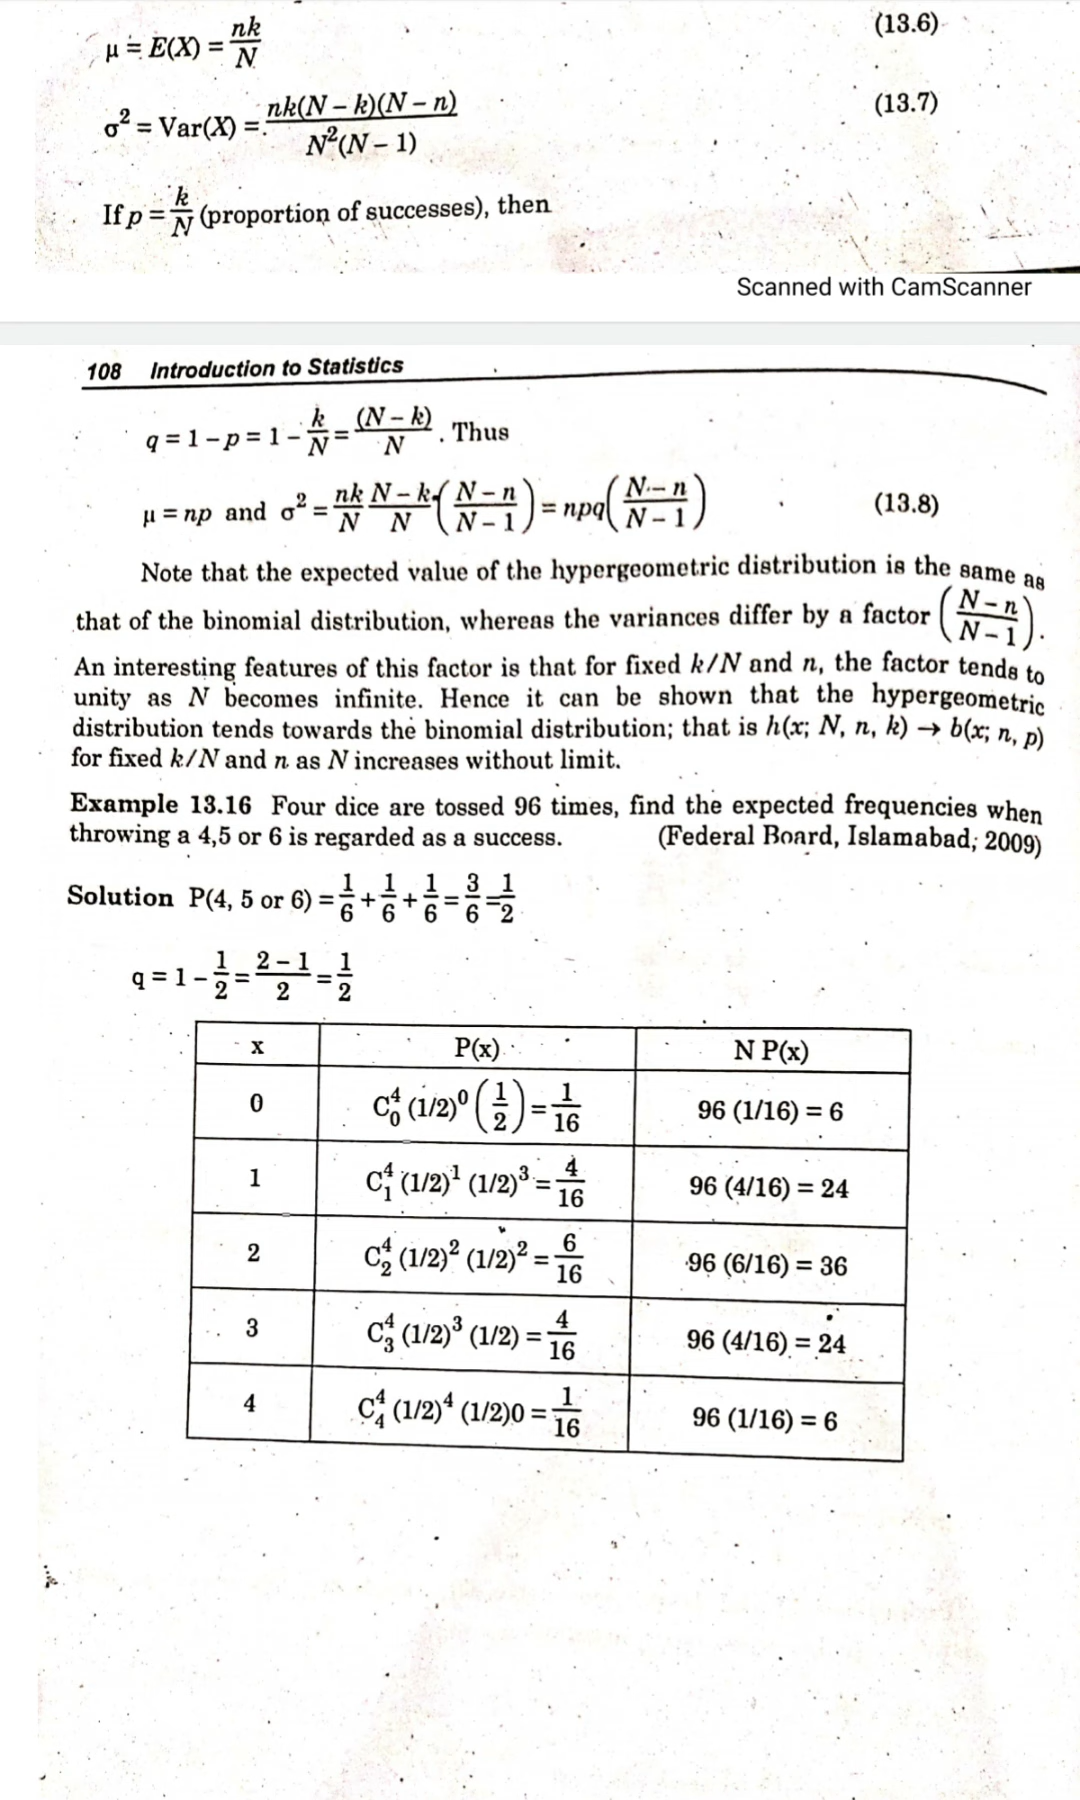 μ = E(X) = nk/N (13.6)
σ² = Var(X) = nk(N – k)(N – n) / N²(N – 1) (13.7)
If p = k/N (proportion of successes), then
Scanned with CamScanner
108 Introduction to Statistics
q = 1 – p = 1 – k/N = (N – k)/N . Thus
μ = np and σ² = nk/N N – k/N (N – n/N – 1) = npq(N – n/N – 1) (13.8)
Note that the expected value of the hypergeometric distribution is the same as
that of the binomial distribution, whereas the variances differ by a factor (N – n/N – 1).
An interesting features of this factor is that for fixed k/N and n, the factor tends to
unity as N becomes infinite. Hence it can be shown that the hypergeometric
distribution tends towards the binomial distribution; that is h(x; N, n, k) → b(x; n, p)
for fixed k/N and n as N increases without limit.
Example 13.16 Four dice are tossed 96 times, find the expected frequencies when
throwing a 4,5 or 6 is regarded as a success. (Federal Board, Islamabad; 2009)
Solution P(4, 5 or 6) = 1/6 + 1/6 + 1/6 = 3/6 = 1/2
q = 1 – 1/2 = 2 – 1/2 = 1/2
x P(x) N P(x)
0 C⁴₀ (1/2)⁰ (1/2) = 1/16 96 (1/16) = 6
1 C⁴₁ (1/2)¹ (1/2)³ = 4/16 96 (4/16) = 24
2 C⁴₂ (1/2)² (1/2)² = 6/16 96 (6/16) = 36
3 C⁴₃ (1/2)³ (1/2) = 4/16 96 (4/16) = 24
4 C⁴₄ (1/2)⁴ (1/2)0 = 1/16 96 (1/16) = 6